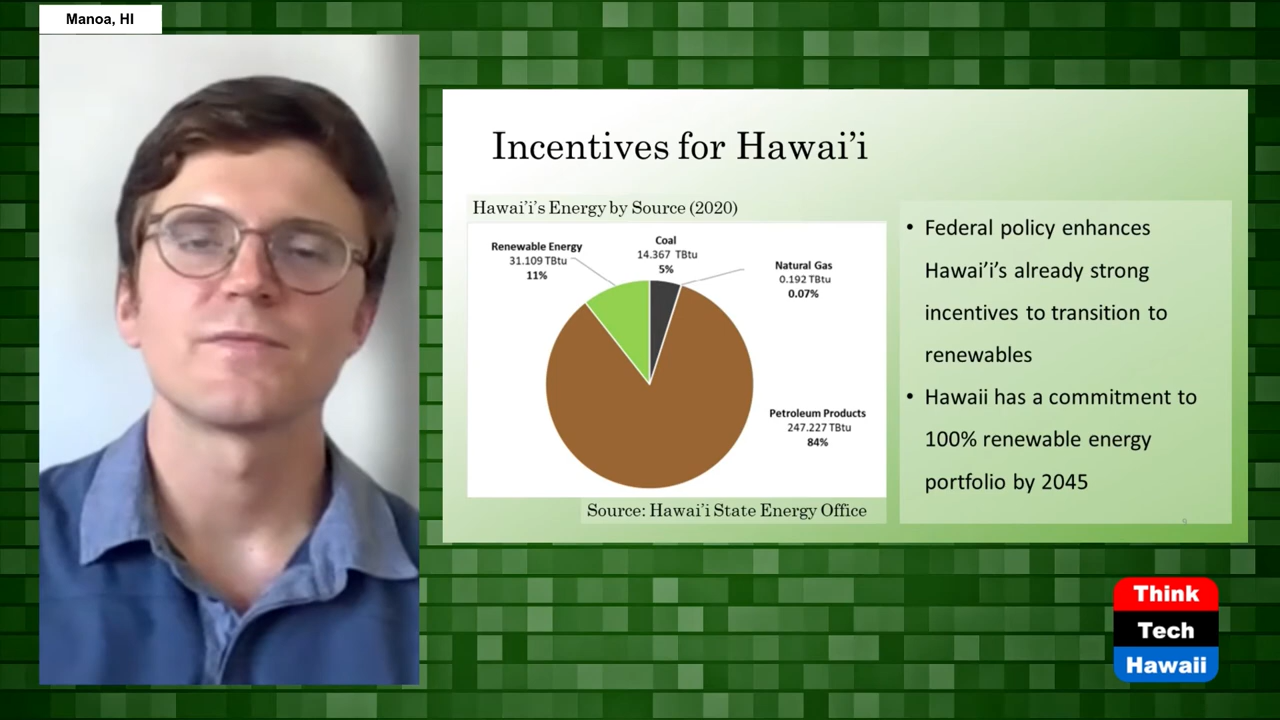 Manoa, HI
Incentives for Hawai’i
Hawai’i’s Energy by Source (2020)
Renewable Energy
31.109 TBtu
11%
Coal
14.367 TBtu
5%
Natural Gas
0.192 TBtu
0.07%
Petroleum Products
247.227 TBtu
84%
Source: Hawai’i State Energy Office
• Federal policy enhances
Hawai’i’s already strong
incentives to transition to
renewables
• Hawaii has a commitment to
100% renewable energy
portfolio by 2045
9
Think
Tech
Hawaii